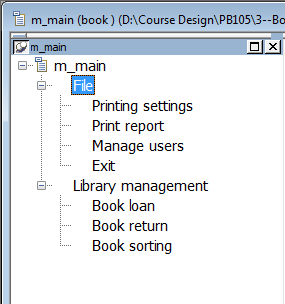 m_main (book ) (D:\Course Design\PB105\3--Bo
m_main
m_main
File
Printing settings
Print report
Manage users
Exit
Library management
Book loan
Book return
Book sorting